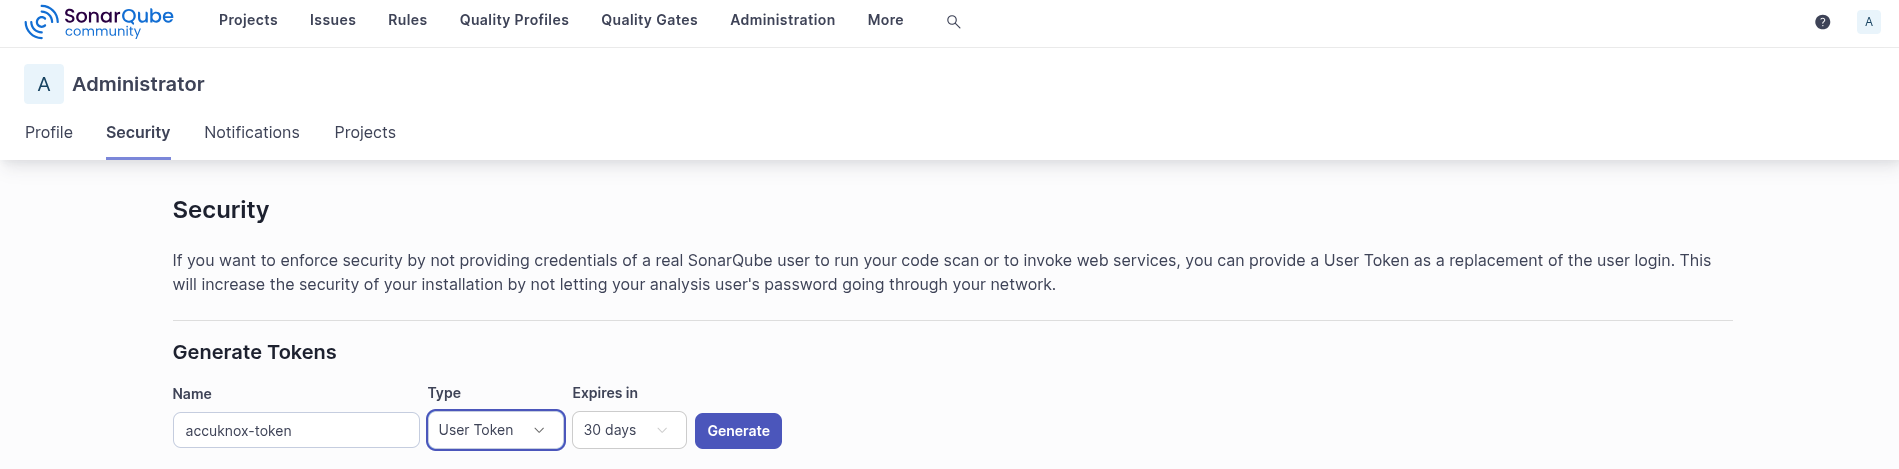 SonarQube community
Projects Issues Rules Quality Profiles Quality Gates Administration More ? A
A Administrator
Profile Security Notifications Projects
Security
If you want to enforce security by not providing credentials of a real SonarQube user to run your code scan or to invoke web services, you can provide a User Token as a replacement of the user login. This
will increase the security of your installation by not letting your analysis user's password going through your network.
Generate Tokens
Name Type Expires in
accuknox-token User Token 30 days Generate